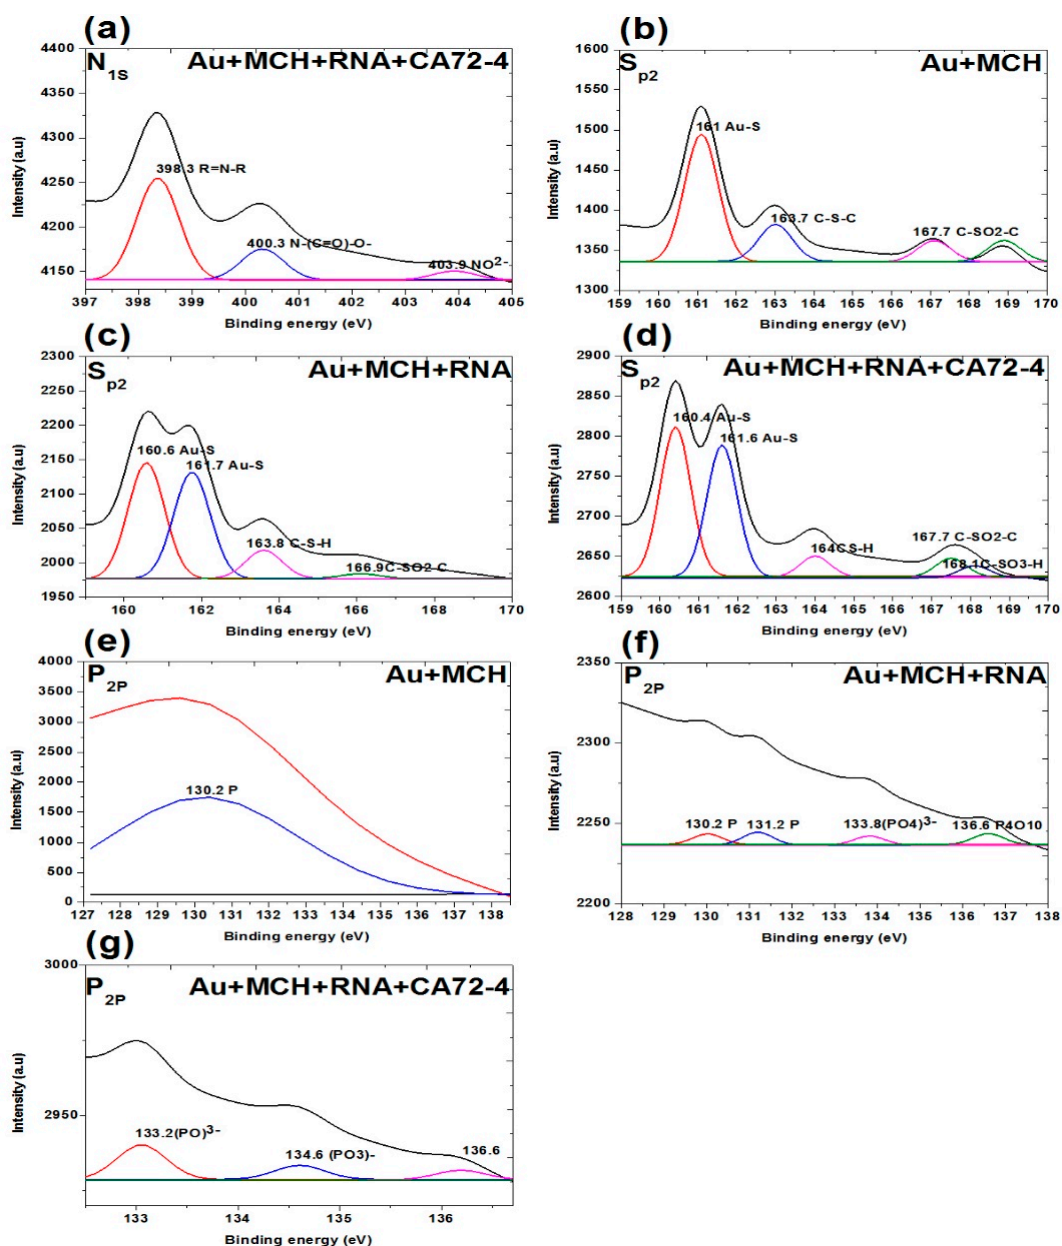 (a)
N 1S
Au+MCH+RNA+CA72-4
4400
4350
4300
4250
4200
4150
Intensity (a.u)
398.3 R=N-R
400.3 N-(C=O)-O-
403.9 NO2-
397 398 399 400 401 402 403 404 405
Binding energy (eV)
(b)
S p2
Au+MCH
1600
1550
1500
1450
1400
1350
1300
Intensity (a.u)
161 Au-S
163.7 C-S-C
167.7 C-SO2-C
159 160 161 162 163 164 165 166 167 168 169 170
Binding energy (eV)
(c)
S p2
Au+MCH+RNA
2300
2250
2200
2150
2100
2050
2000
1950
Intensity (a.u)
160.6 Au-S
161.7 Au-S
163.8 C-S-H
166.9C-SO2-C
160 162 164 166 168 170
Binding energy (eV)
(d)
S p2
Au+MCH+RNA+CA72-4
2900
2850
2800
2750
2700
2650
2600
Intensity (a.u)
160.4 Au-S
161.6 Au-S
164CS-H
167.7 C-SO2-C
168.1C-SO3-H
159 160 161 162 163 164 165 166 167 168 169 170
Binding energy (eV)
(e)
P 2P
Au+MCH
4000
3500
3000
2500
2000
1500
1000
500
0
Intensity (a.u)
130.2 P
127 128 129 130 131 132 133 134 135 136 137 138
Binding energy (eV)
(f)
P 2P
Au+MCH+RNA
2350
2300
2250
2200
Intensity (a.u)
130.2 P
131.2 P
133.8(PO4)3-
136.6 P4O10
128 129 130 131 132 133 134 135 136 137 138
Binding energy (eV)
(g)
P 2P
Au+MCH+RNA+CA72-4
3000
2950
Intensity (a.u)
133.2(PO)3-
134.6 (PO3)-
136.6
133 134 135 136
Binding energy (eV)